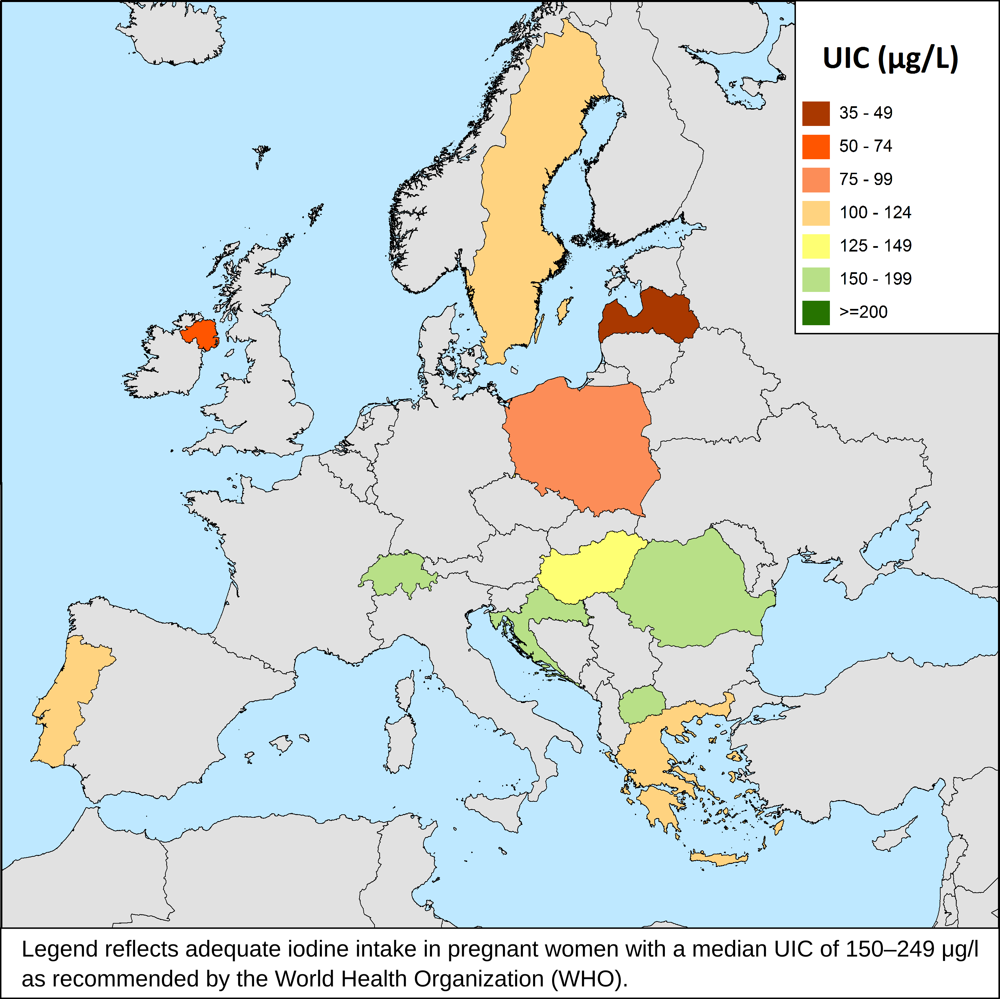 UIC (µg/L)
35 - 49
50 - 74
75 - 99
100 - 124
125 - 149
150 - 199
>=200
µ
Legend reflects adequate iodine intake in pregnant women with a median UIC of 150–249 µg/l
as recommended by the World Health Organization (WHO).